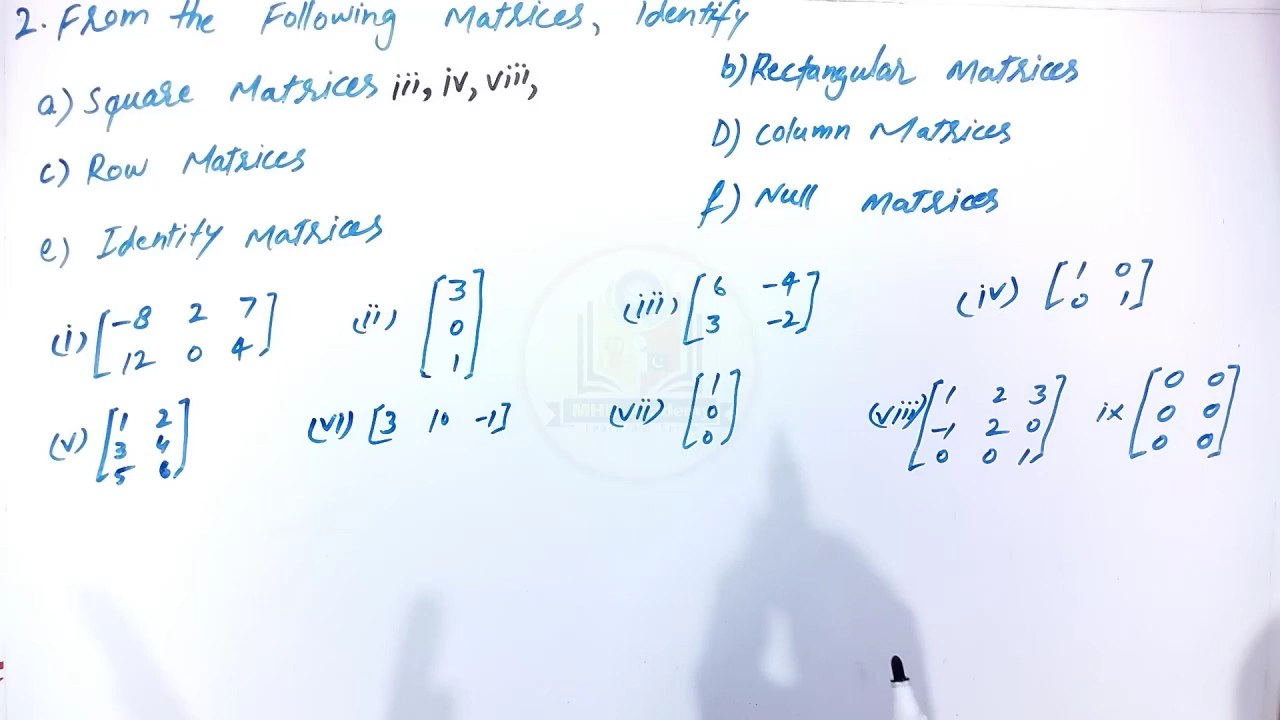 2. From the Following Matrices, Identify
a) Square Matrices iii, iv, viii,
b) Rectangular Matrices
c) Row Matrices
D) column Matrices
e) Identify Matrices
f) Null Matrices
(i) [-8 2 7
12 0 4]
(ii) [3
0
1]
(iii) [6 -4
3 -2]
(iv) [1 0
0 1]
(v) [1 2
3 4
5 6]
(vi) [3 10 -1]
(vii) [1
0
0]
(viii) [1 2 3
-1 2 0
0 0 1]
ix [0 0
0 0
0 0]